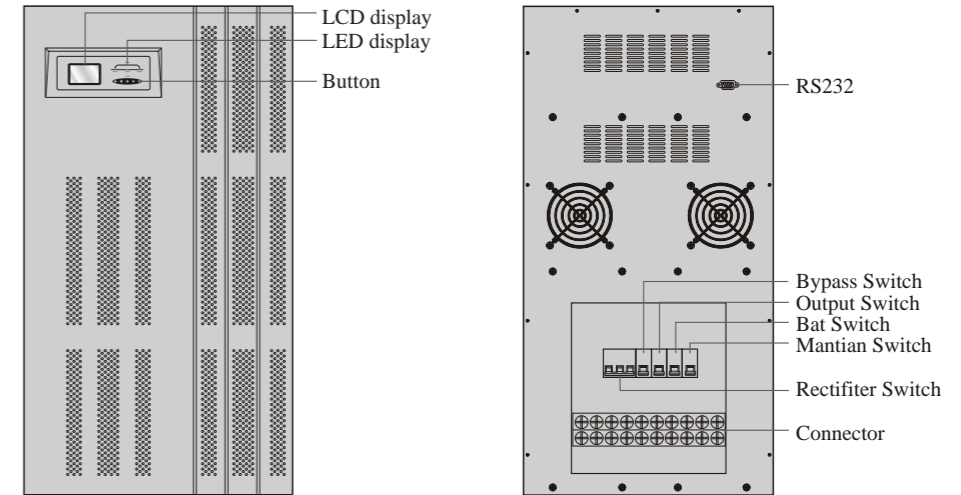 LCD display
LED display
Button
RS232
Bypass Switch
Output Switch
Bat Switch
Mantian Switch
Rectifiter Switch
Connector